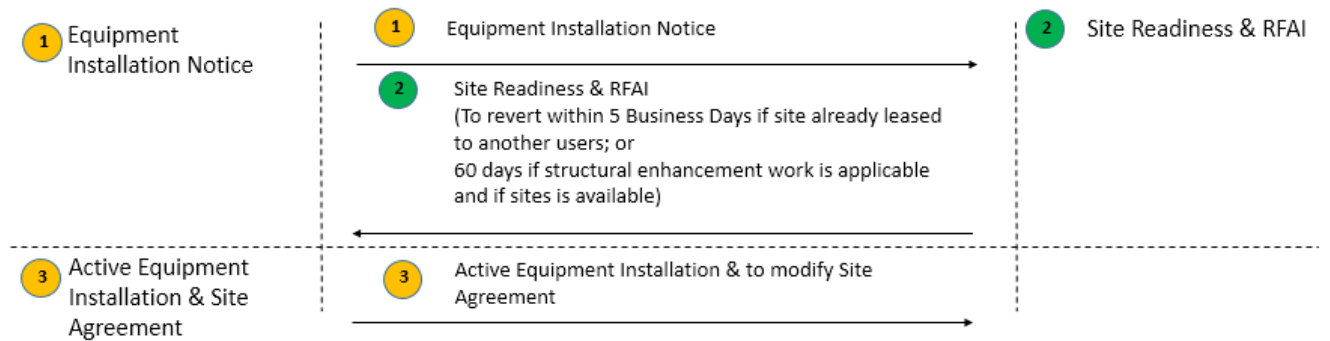 1 Equipment
Installation Notice
1 Equipment Installation Notice
2 Site Readiness & RFAI
(To revert within 5 Business Days if site already leased
to another users; or
60 days if structural enhancement work is applicable
and if sites is available)
2 Site Readiness & RFAI
3 Active Equipment
Installation & Site
Agreement
3 Active Equipment Installation & to modify Site
Agreement